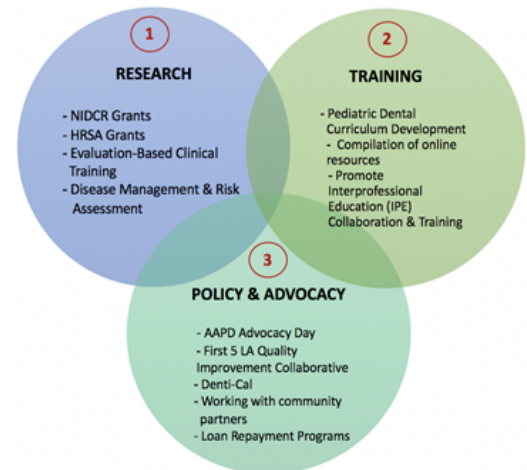 1
RESEARCH
- NIDCR Grants
- HRSA Grants
- Evaluation-Based Clinical
Training
- Disease Management & Risk
Assessment
2
TRAINING
- Pediatric Dental
Curriculum Development
- Compilation of online
resources
- Promote
Interprofessional
Education (IPE)
Collaboration & Training
3
POLICY & ADVOCACY
- AAPD Advocacy Day
- First 5 LA Quality
Improvement Collaborative
- Denti-Cal
- Working with community
partners
- Loan Repayment Programs